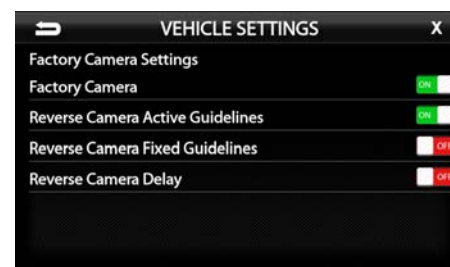 VEHICLE SETTINGS X
Factory Camera Settings
Factory Camera ON
Reverse Camera Active Guidelines ON
Reverse Camera Fixed Guidelines OFF
Reverse Camera Delay OFF